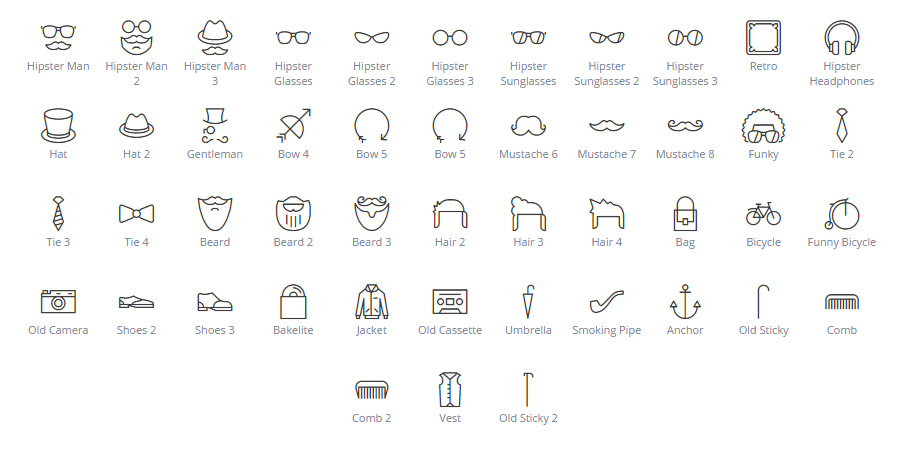 Hipster Man
Hipster Man
2
Hipster Man
3
Hipster
Glasses
Hipster
Glasses 2
Hipster
Glasses 3
Hipster
Sunglasses
Hipster
Sunglasses 2
Hipster
Sunglasses 3
Retro
Hipster
Headphones
Hat
Hat 2
Gentleman
Bow 4
Bow 5
Bow 5
Mustache 6
Mustache 7
Mustache 8
Funky
Tie 2
Tie 3
Tie 4
Beard
Beard 2
Beard 3
Hair 2
Hair 3
Hair 4
Bag
Bicycle
Funny Bicycle
Old Camera
Shoes 2
Shoes 3
Bakelite
Jacket
Old Cassette
Umbrella
Smoking Pipe
Anchor
Old Sticky
Comb
Comb 2
Vest
Old Sticky 2